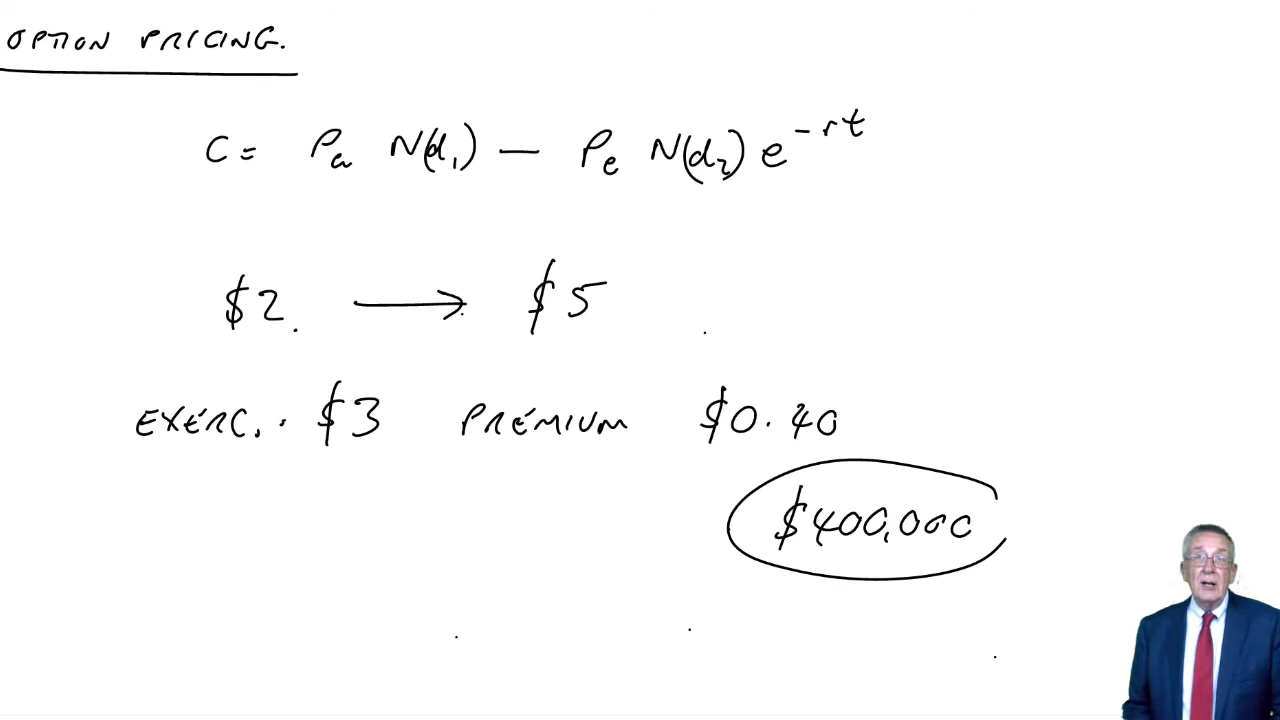 OPTION PRICING.
C = Pa N(d₁) — Pe N(d₂) e^-rt
$2. → $5
EXERC. . $3 PREMIUM $0.40
$400,000